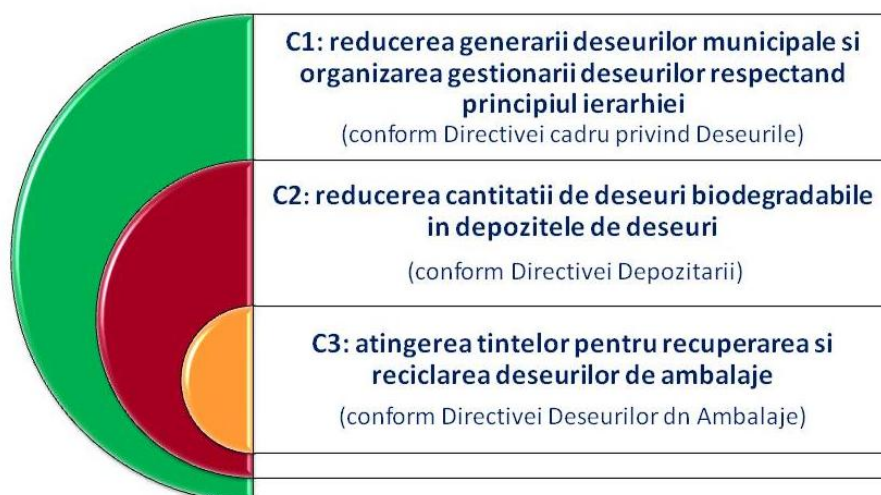 C1: reducerea generarii deseurilor municipale si
organizarea gestionarii deseurilor respectand
principiul ierarhiei
(conform Directivei cadru privind Deseurile)
C2: reducerea cantitatii de deseuri biodegradabile
in depozitele de deseuri
(conform Directivei Depozitarii)
C3: atingerea tintelor pentru recuperarea si
reciclarea deseurilor de ambalaje
(conform Directivei Deseurilor dn Ambalaje)